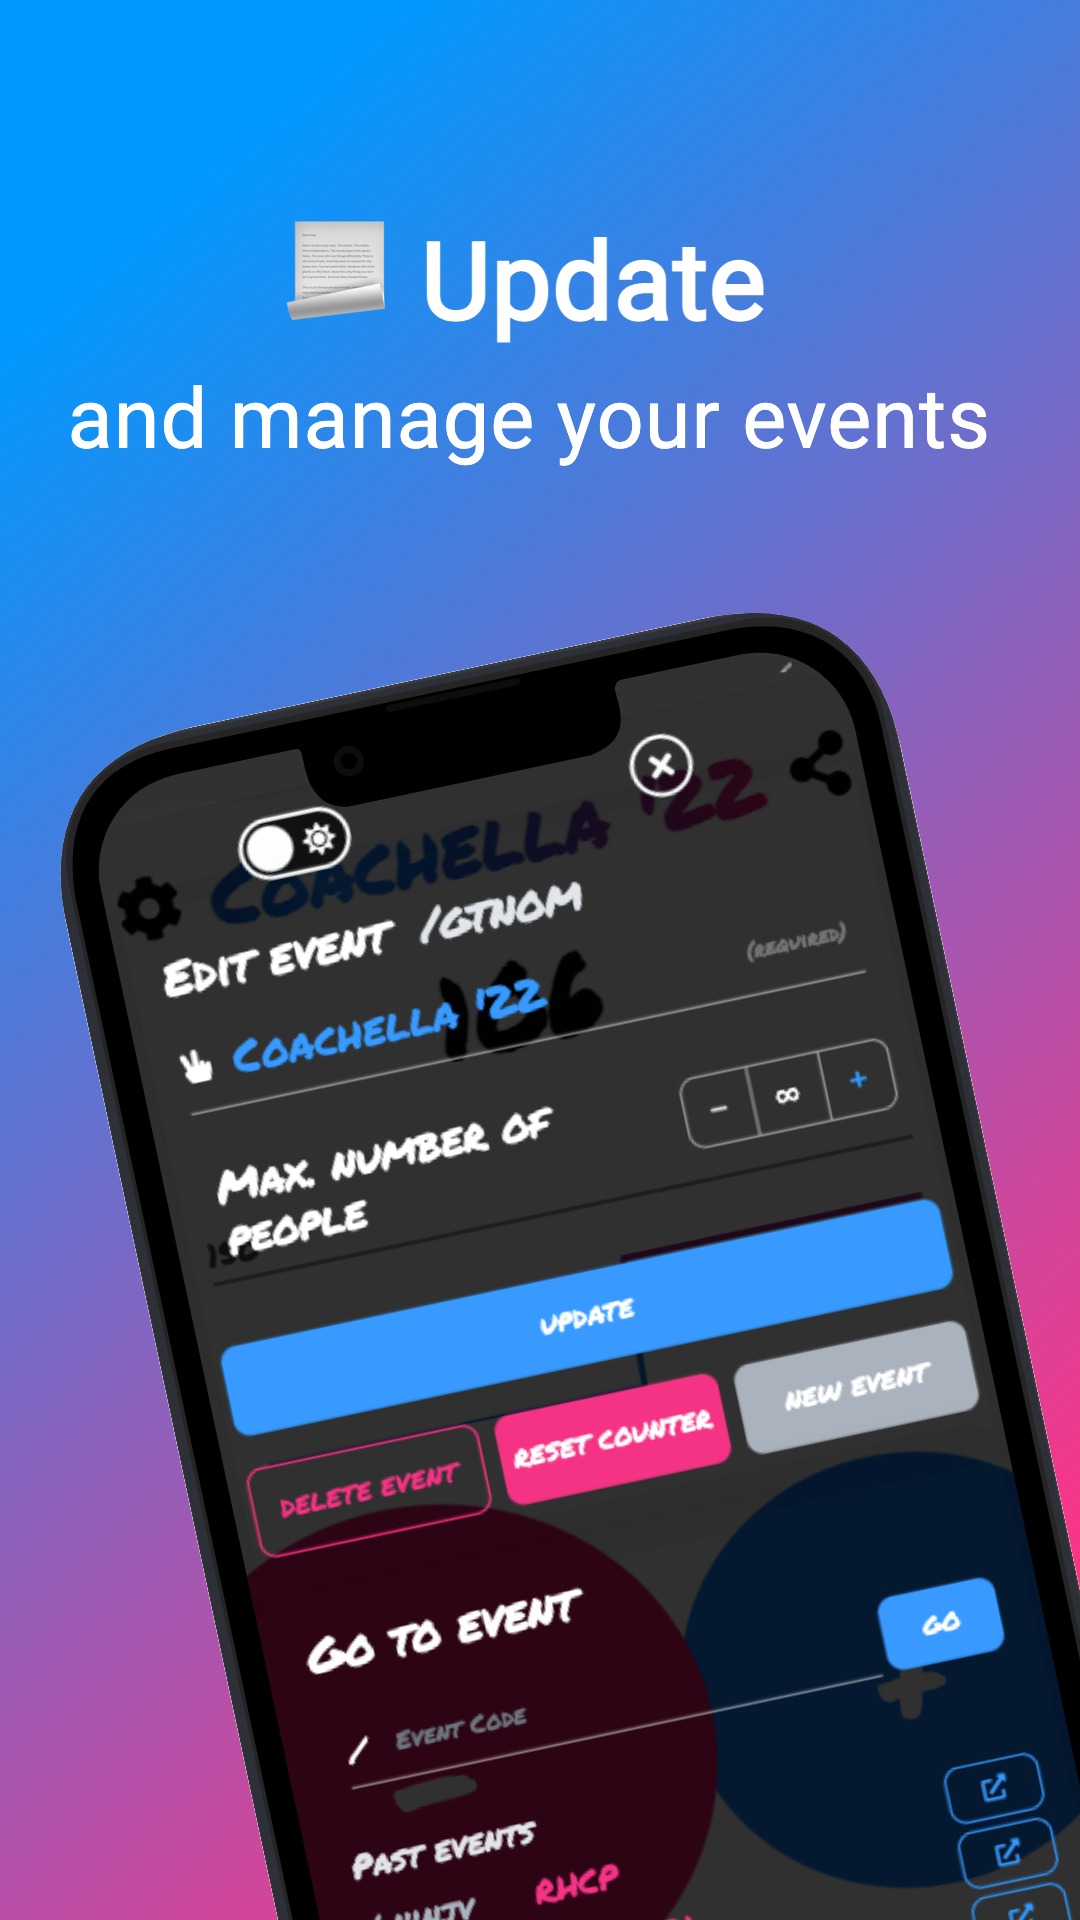 Update
and manage your events
Coachella '22
Edit event /GTNOM
(required)
186
Coachella '22
Max. number of
people
− ∞ +
Update
Delete event
Reset counter
New event
Go to event
Go
/ Event Code
Past events
RHCP